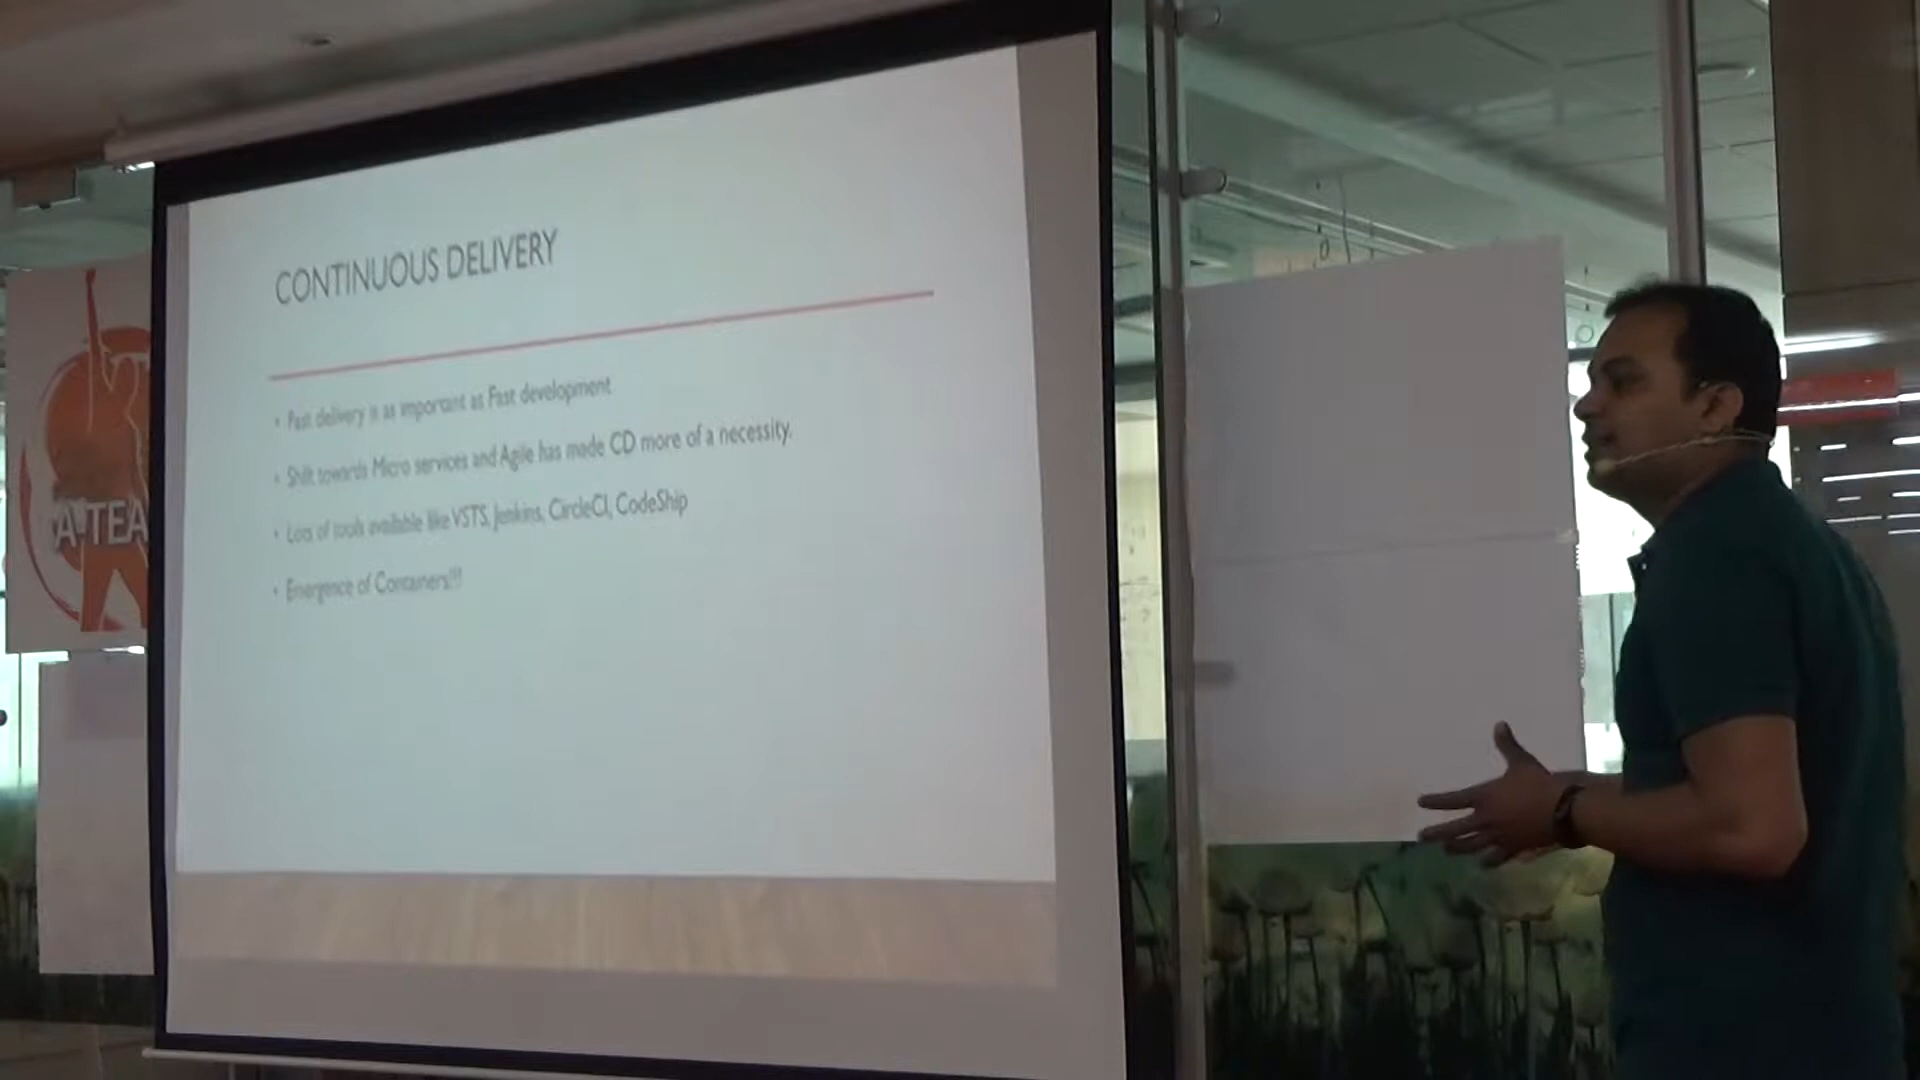 CONTINUOUS DELIVERY
• Fast delivery is as important as Fast development
• Shift towards Micro services and Agile has made CD more of a necessity.
• Lots of tools available like VSTS, Jenkins, CircleCI, CodeShip
• Emergence of Containers!!!
A-TEA